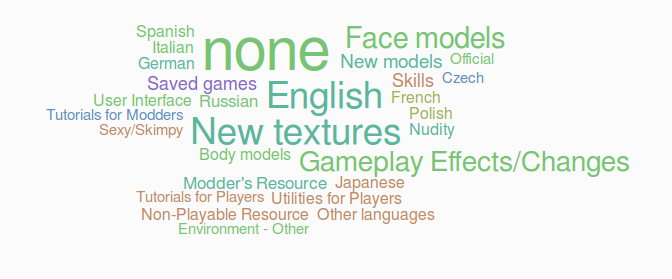 Spanish
Italian
German
none
Face models
New models
Official
Saved games
Skills
Czech
User Interface
Russian
English
French
Tutorials for Modders
Polish
Sexy/Skimpy
New textures
Nudity
Body models
Gameplay Effects/Changes
Modder's Resource
Japanese
Tutorials for Players
Utilities for Players
Non-Playable Resource
Other languages
Environment - Other